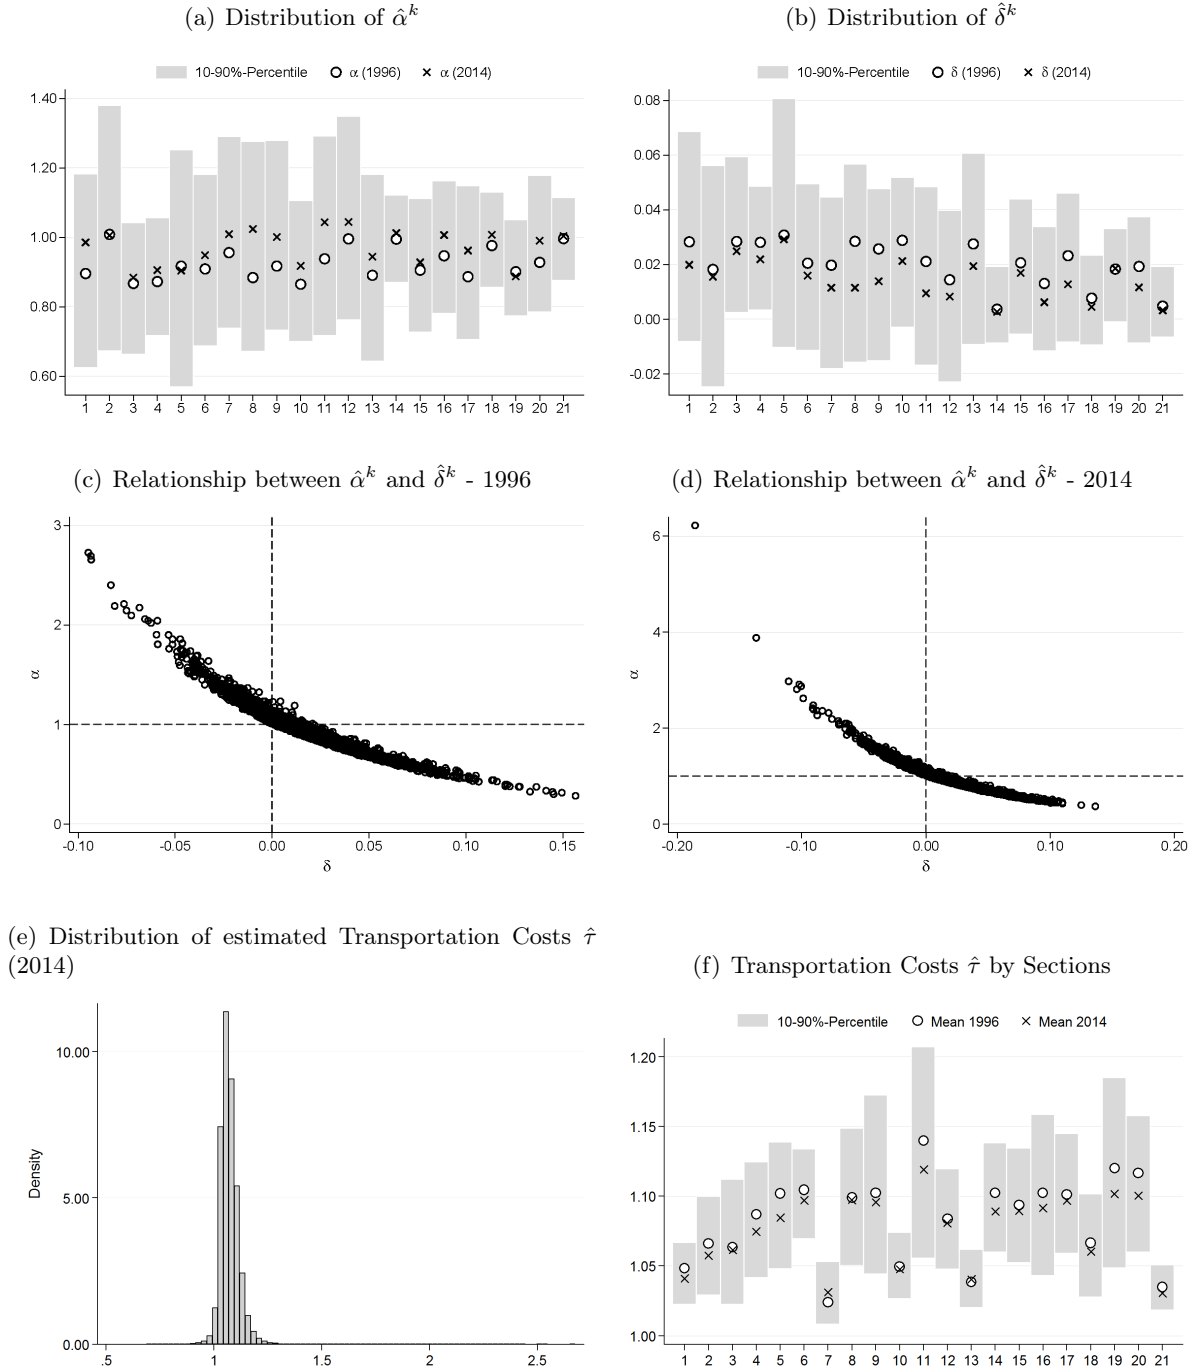 (a) Distribution of α̂ᵏ
(b) Distribution of δ̂ᵏ
10-90%-Percentile α (1996) α (2014)
1.40
1.20
1.00
0.80
0.60
1 2 3 4 5 6 7 8 9 10 11 12 13 14 15 16 17 18 19 20 21
10-90%-Percentile δ (1996) δ (2014)
0.08
0.06
0.04
0.02
0.00
-0.02
1 2 3 4 5 6 7 8 9 10 11 12 13 14 15 16 17 18 19 20 21
(c) Relationship between α̂ᵏ and δ̂ᵏ - 1996
(d) Relationship between α̂ᵏ and δ̂ᵏ - 2014
3
2
α
1
0
-0.10 -0.05 0.00 0.05 0.10 0.15
δ
6
4
α
2
0
-0.20 -0.10 0.00 0.10 0.20
δ
(e) Distribution of estimated Transportation Costs τ̂
(2014)
(f) Transportation Costs τ̂ by Sections
10.00
Density
5.00
0.00
.5 1 1.5 2 2.5
10-90%-Percentile Mean 1996 Mean 2014
1.20
1.15
1.10
1.05
1.00
1 2 3 4 5 6 7 8 9 10 11 12 13 14 15 16 17 18 19 20 21